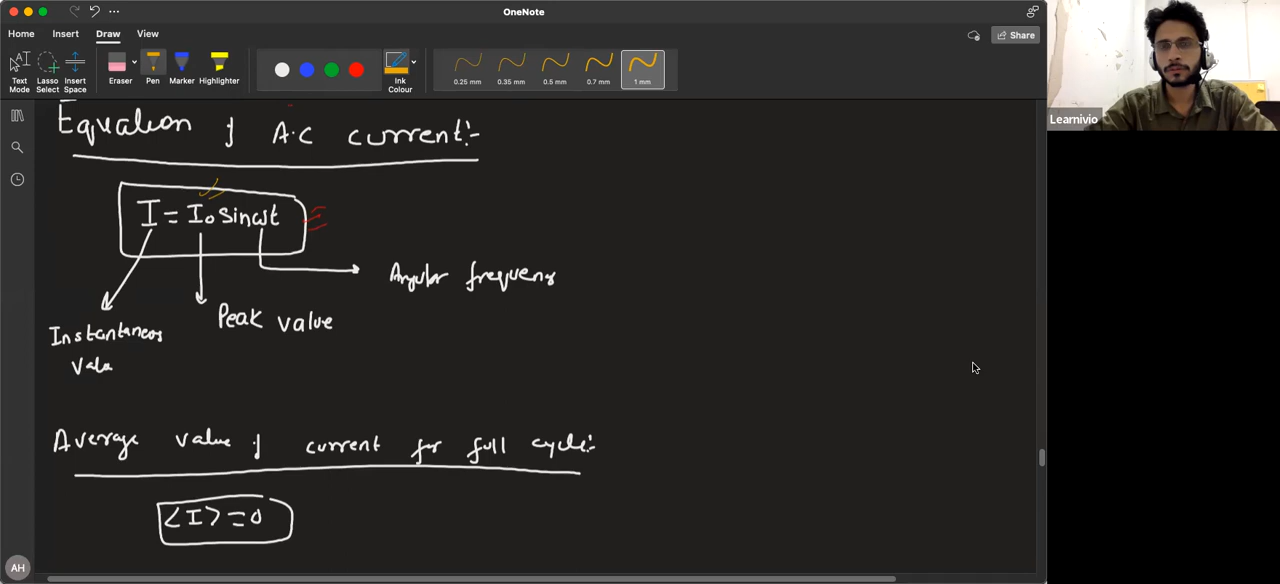 OneNote
Home Insert Draw View
Share
Text Mode
Lasso Select
Insert Space
Eraser
Pen
Marker
Highlighter
Ink Colour
0.25 mm
0.35 mm
0.5 mm
0.7 mm
1 mm
Learnivio
Equation of A.C current:-
I = I₀ sinωt
Angular frequency
Peak value
Instantaneos
Valu
Average value of current for full cycle:-
<I> = 0
AH